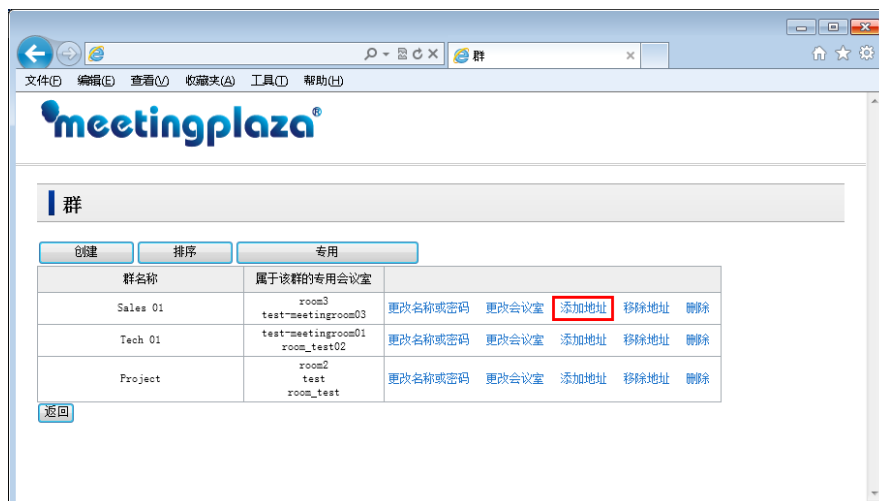 群
文件(F) 编辑(E) 查看(V) 收藏夹(A) 工具(T) 帮助(H)
meetingplaza®
群
创建 排序 专用
群名称 属于该群的专用会议室
Sales 01 room3 更改名称或密码 更改会议室 添加地址 移除地址 删除
test-meetingroom03
Tech 01 test-meetingroom01 更改名称或密码 更改会议室 添加地址 移除地址 删除
room_test02
room2
Project test 更改名称或密码 更改会议室 添加地址 移除地址 删除
room_test
返回